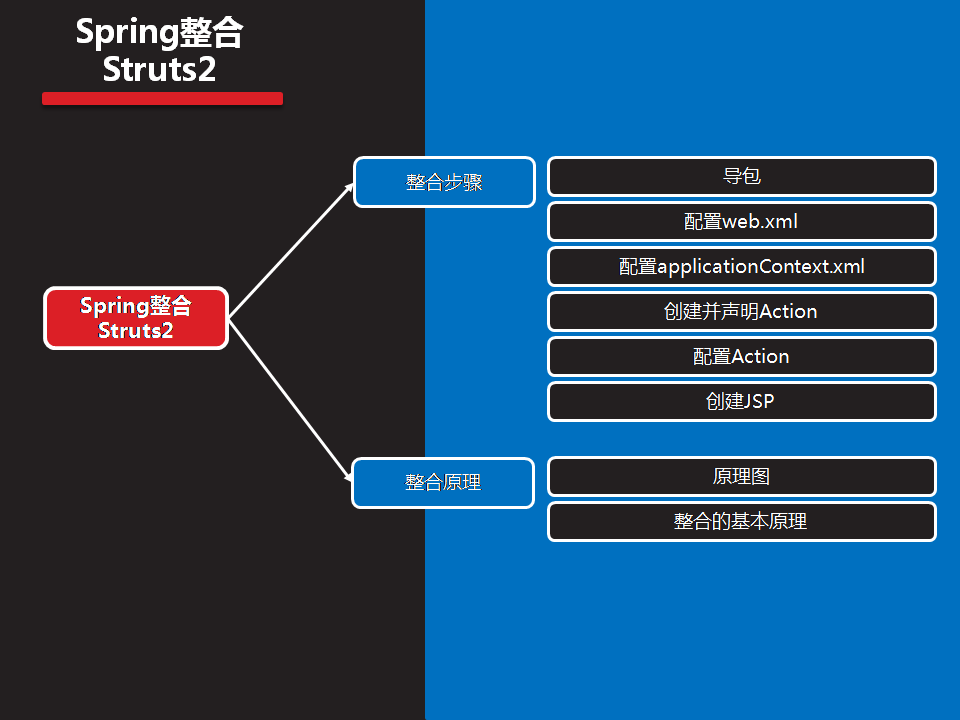 Spring整合
Struts2
整合步骤
导包
配置web.xml
配置applicationContext.xml
创建并声明Action
配置Action
创建JSP
Spring整合
Struts2
整合原理
原理图
整合的基本原理